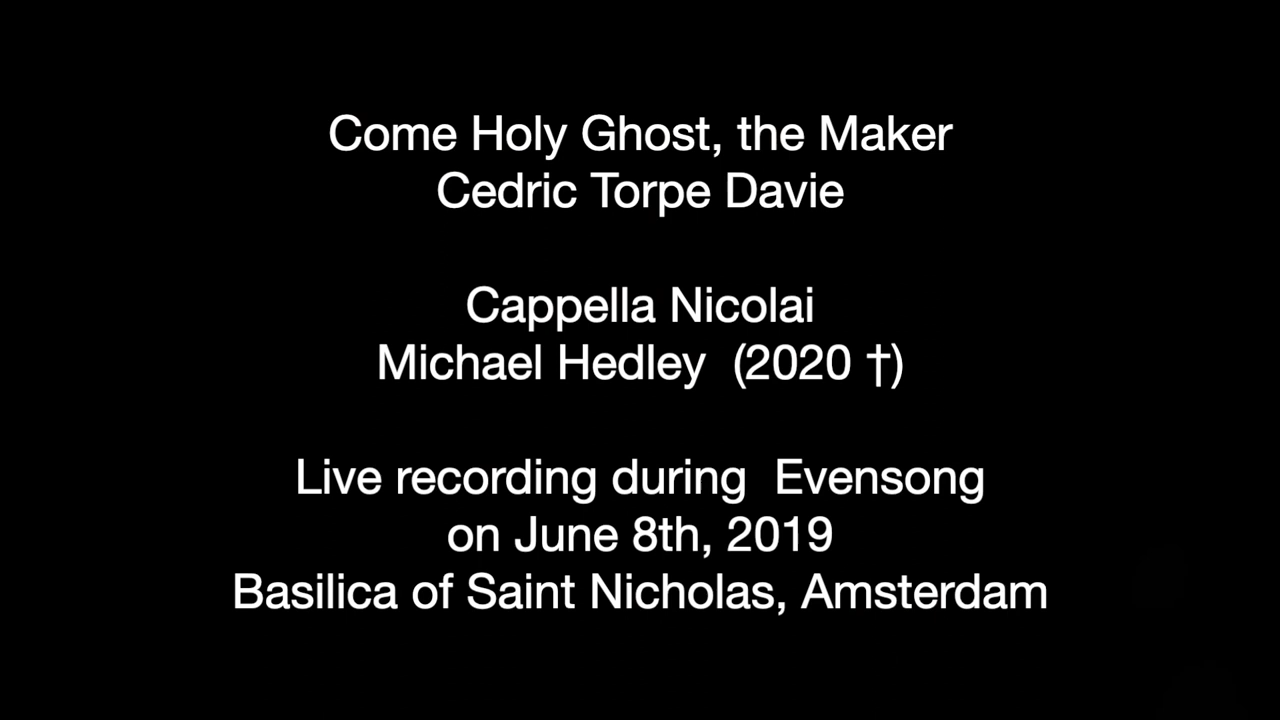 Come Holy Ghost, the Maker
Cedric Torpe Davie
Cappella Nicolai
Michael Hedley  (2020 †)
Live recording during  Evensong
on June 8th, 2019
Basilica of Saint Nicholas, Amsterdam